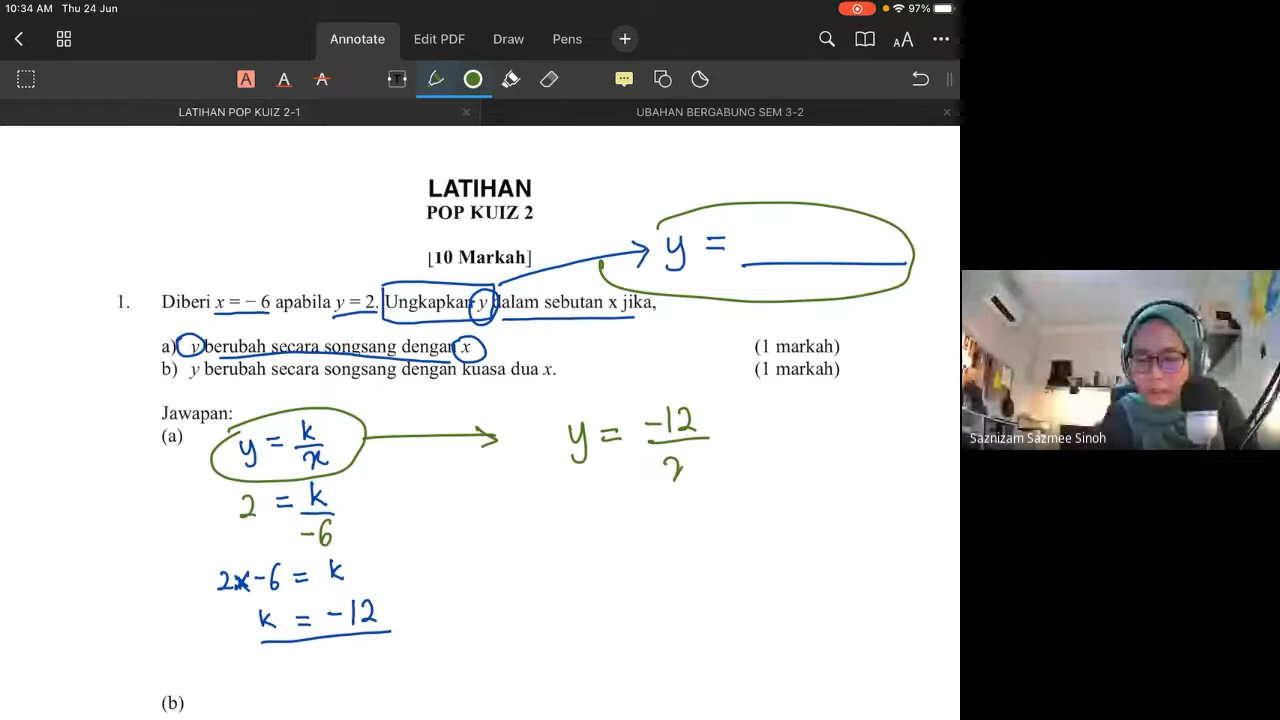 10:34 AM Thu 24 Jun 97%
Annotate Edit PDF Draw Pens
AA
A A A T
LATIHAN POP KUIZ 2-1 × UBAHAN BERGABUNG SEM 3-2 ×
LATIHAN
POP KUIZ 2
[10 Markah]
y = ______
1. Diberi x = − 6 apabila y = 2. Ungkapkan y dalam sebutan x jika,
a) y berubah secara songsang dengan x (1 markah)
b) y berubah secara songsang dengan kuasa dua x. (1 markah)
Jawapan:
(a) y = k/x y = -12/x
2 = k/-6
2x-6 = k
k = -12
(b)
Saznizam Sazmee Sinoh